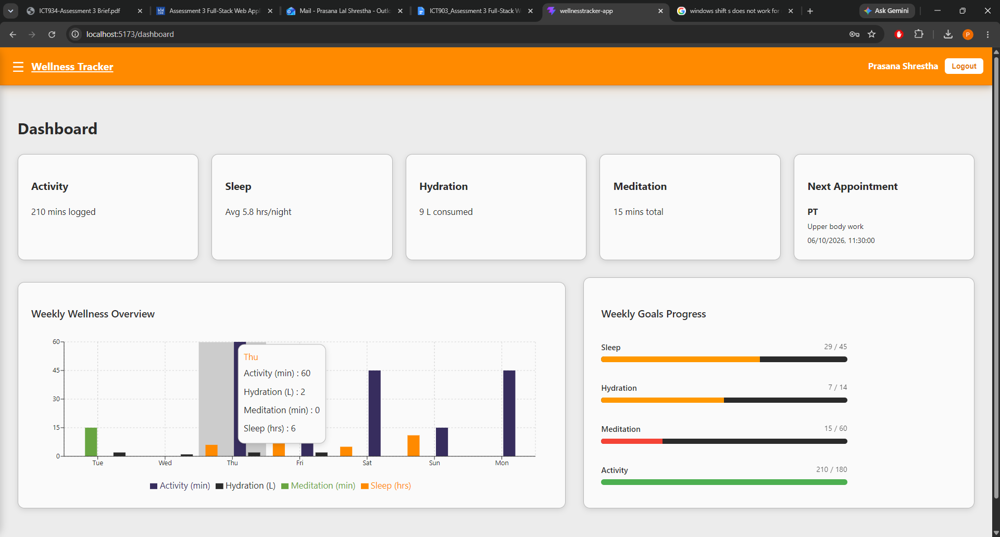 ICT934-Assessment 3 Brief.pdf
Assessment 3 Full-Stack Web Appl
Mail - Prasana Lal Shrestha - Outlo
ICT903_Assessment 3 Full-Stack W
wellnesstracker-app
windows shift s does not work for
Ask Gemini
localhost:5173/dashboard
P
Wellness Tracker
Prasana Shrestha
Logout
Dashboard
Activity
210 mins logged
Sleep
Avg 5.8 hrs/night
Hydration
9 L consumed
Meditation
15 mins total
Next Appointment
PT
Upper body work
06/10/2026, 11:30:00
Weekly Wellness Overview
60
45
30
15
0
Thu
Activity (min) : 60
Hydration (L) : 2
Meditation (min) : 0
Sleep (hrs) : 6
Tue Wed Thu Fri Sat Sun Mon
Activity (min) Hydration (L) Meditation (min) Sleep (hrs)
Weekly Goals Progress
Sleep 29 / 45
Hydration 7 / 14
Meditation 15 / 60
Activity 210 / 180